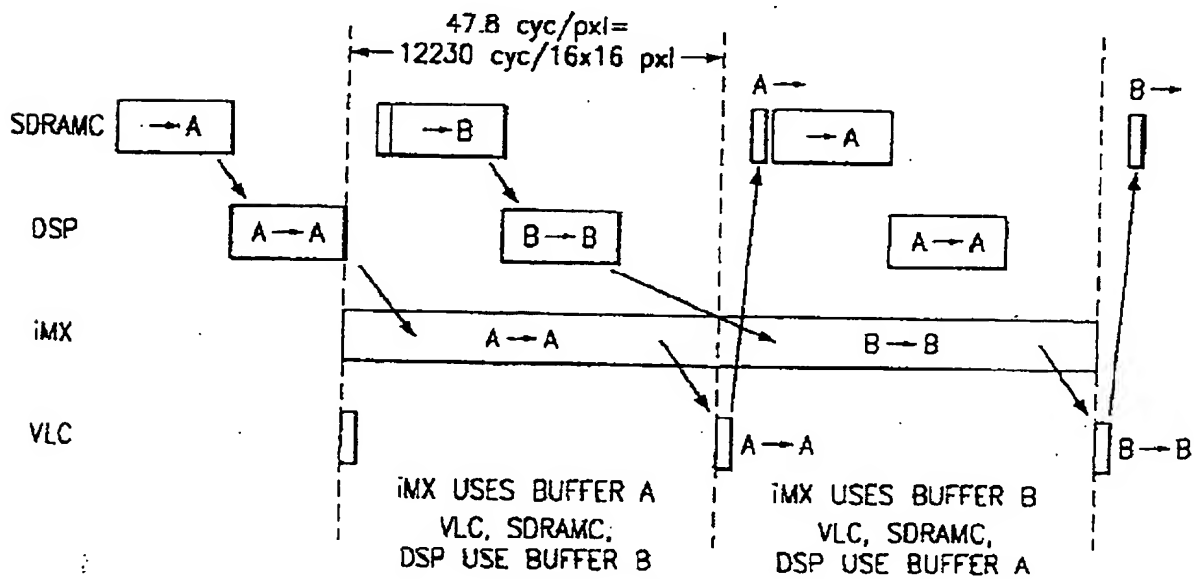 47.8 cyc/pxl=
12230 cyc/16x16 pxl
A→
B→
SDRAMC
→A
→B
→A
DSP
A→A
B→B
A→A
iMX
A→A
B→B
VLC
A→A
B→B
iMX USES BUFFER A
VLC, SDRAMC,
DSP USE BUFFER B
iMX USES BUFFER B
VLC, SDRAMC,
DSP USE BUFFER A